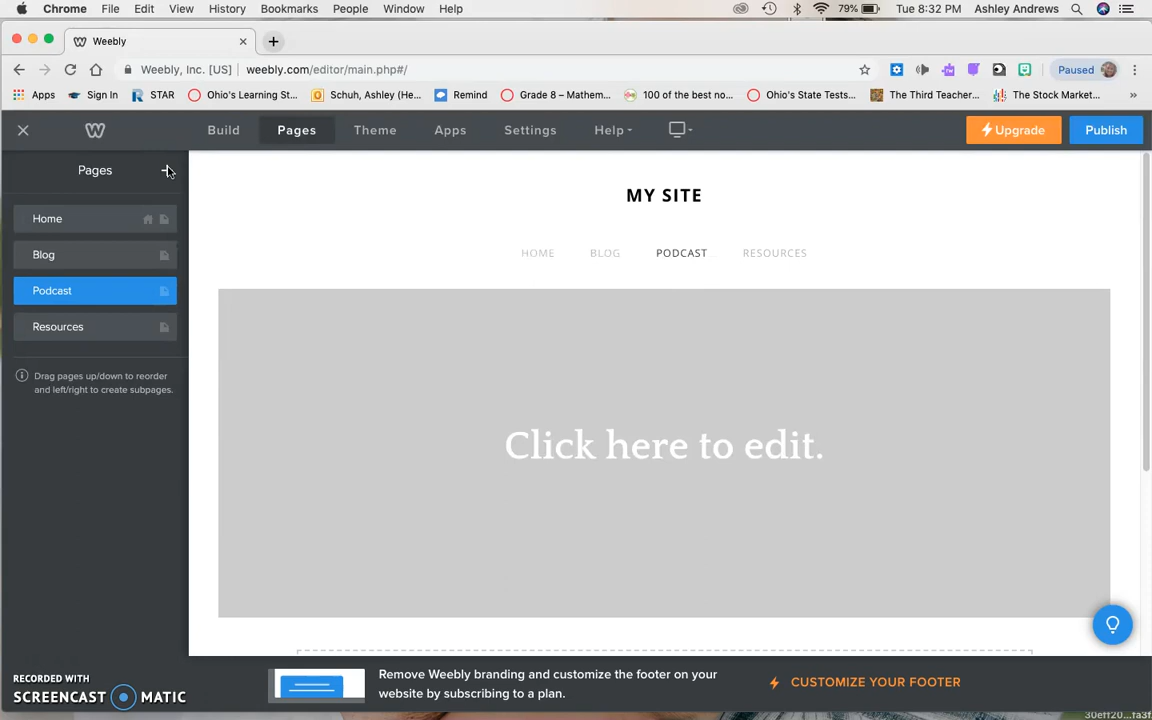 Chrome File Edit View History Bookmarks People Window Help 79% Tue 8:32 PM Ashley Andrews
Weebly
Weebly, Inc. [US] weebly.com/editor/main.php#/ Paused
Apps Sign In STAR Ohio's Learning St... Schuh, Ashley (He... Remind Grade 8 – Mathem... 100 of the best no... Ohio's State Tests... The Third Teacher... The Stock Market... »
Build Pages Theme Apps Settings Help Upgrade Publish
Pages
Home
Blog
Podcast
Resources
Drag pages up/down to reorder
and left/right to create subpages.
MY SITE
HOME BLOG PODCAST RESOURCES
Click here to edit.
RECORDED WITH
SCREENCAST MATIC
Remove Weebly branding and customize the footer on your
website by subscribing to a plan.
CUSTOMIZE YOUR FOOTER
30eff20...fa3f